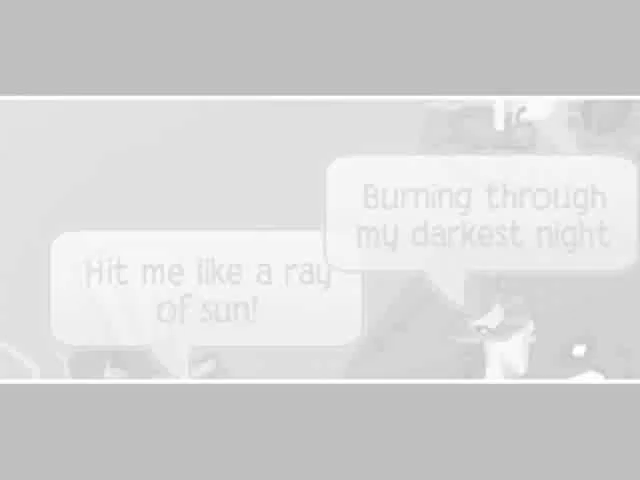 Hit me like a ray
of sun!
Burning through
my darkest night